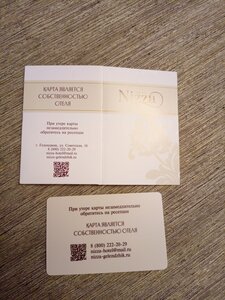 КАРТА ЯВЛЯЕТСЯ
СОБСТВЕННОСТЬЮ
ОТЕЛЯ
При утере карты
незамедлительно
обратитесь на ресепшн
г. Геленджик, ул. Советская,
8 (800) 222-20-29
nizza-hotel@mail.ru
nizza-gelendzhik.ru
Nizza
При утере карты незамедлительно
обратитесь на ресепшн
КАРТА ЯВЛЯЕТСЯ
СОБСТВЕННОСТЬЮ ОТЕЛЯ
8 (800) 222-20-29
nizza-hotel@mail.ru
nizza-gelendzhik.ru